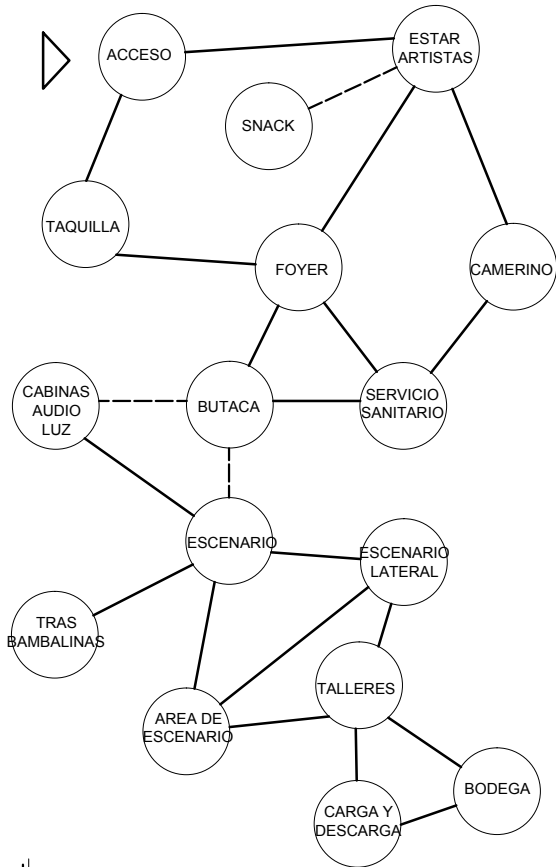 ACCESO
ESTAR
ARTISTAS
SNACK
TAQUILLA
FOYER
CAMERINO
CABINAS
AUDIO
LUZ
BUTACA
SERVICIO
SANITARIO
ESCENARIO
ESCENARIO
LATERAL
TRAS
BAMBALINAS
TALLERES
AREA DE
ESCENARIO
BODEGA
CARGA Y
DESCARGA